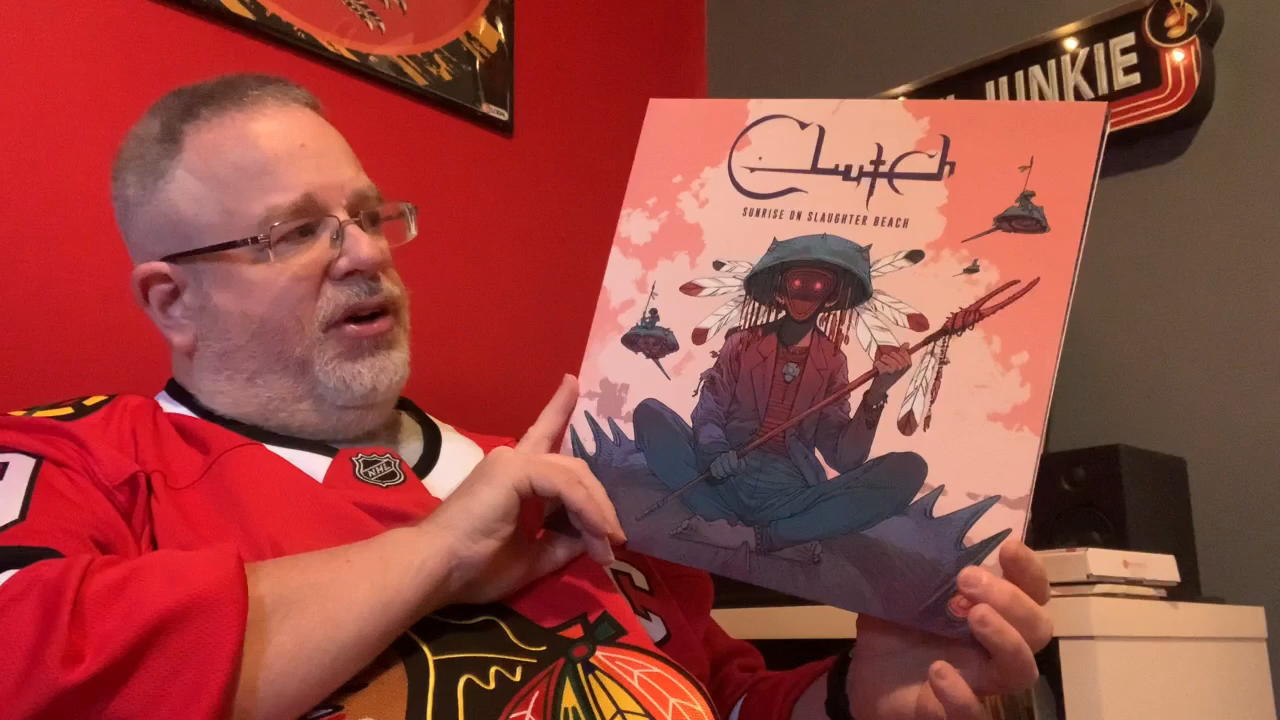 JUNKIE
Clutch
SUNRISE ON SLAUGHTER BEACH
NHL
C